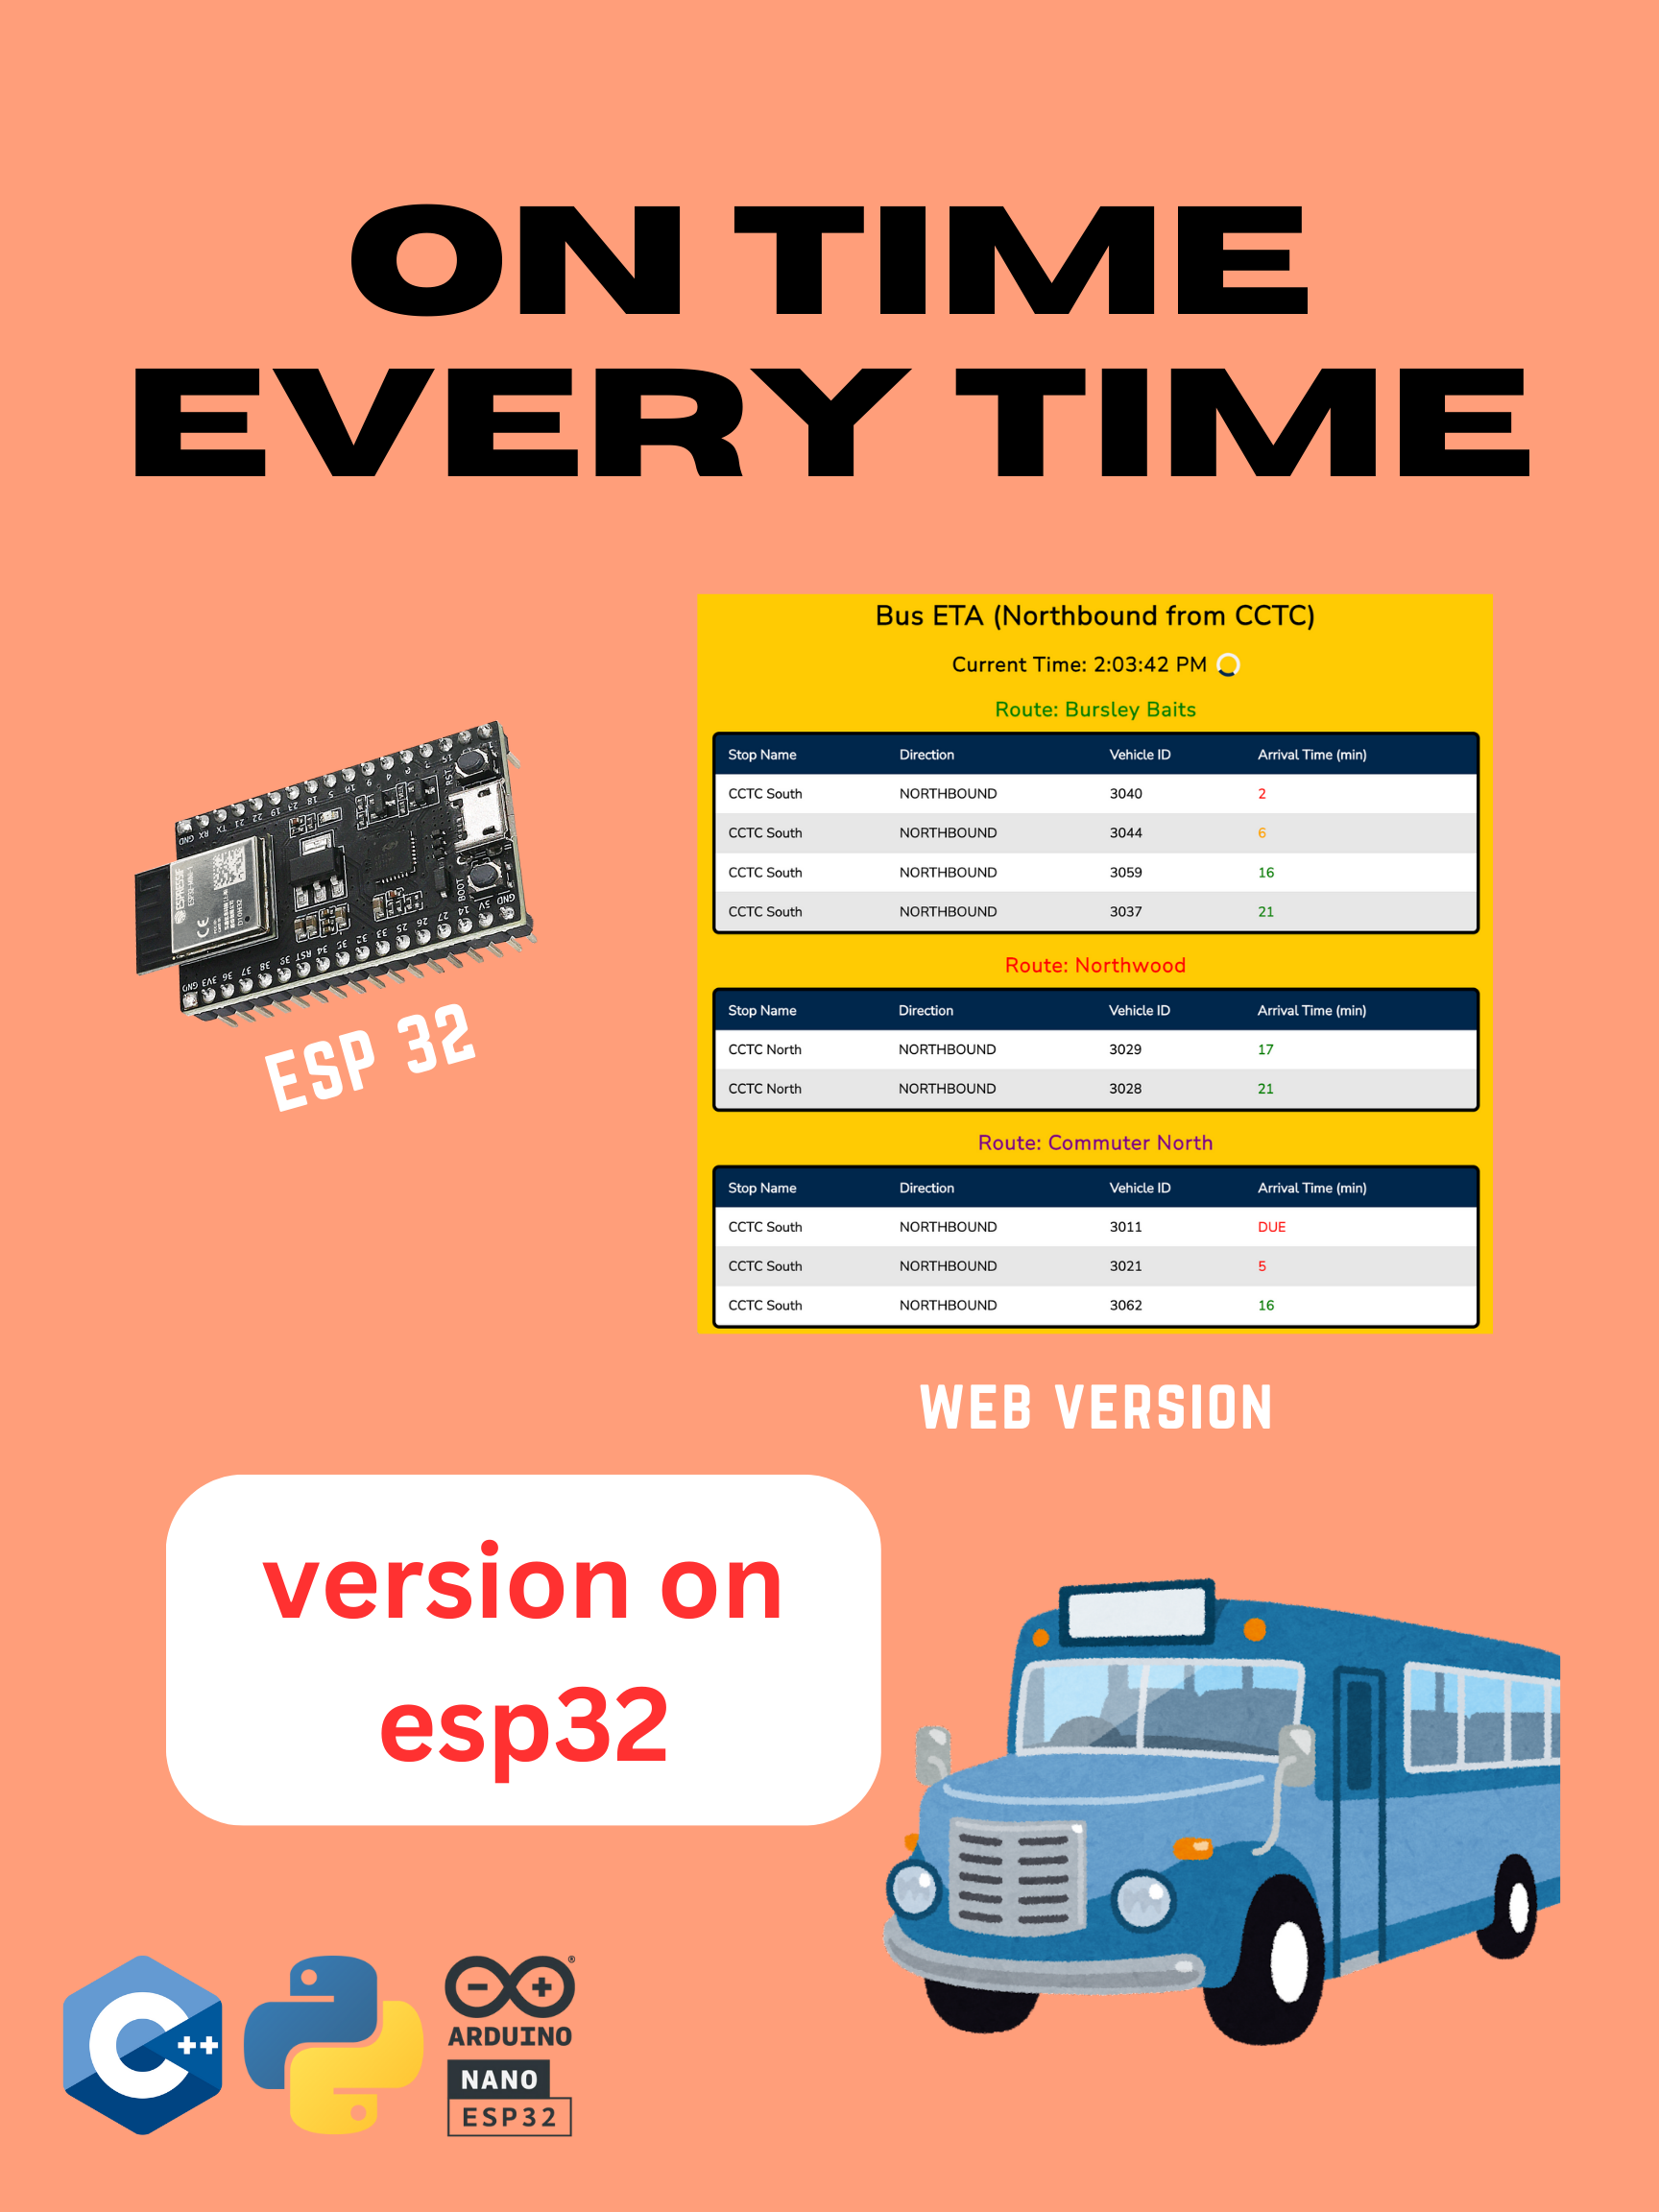 ON TIME
EVERY TIME
Bus ETA (Northbound from CCTC)
Current Time: 2:03:42 PM
Route: Bursley Baits
Stop Name Direction Vehicle ID Arrival Time (min)
CCTC South NORTHBOUND 3040 2
CCTC South NORTHBOUND 3044 6
CCTC South NORTHBOUND 3059 16
CCTC South NORTHBOUND 3037 21
Route: Northwood
Stop Name Direction Vehicle ID Arrival Time (min)
CCTC North NORTHBOUND 3029 17
CCTC North NORTHBOUND 3028 21
Route: Commuter North
Stop Name Direction Vehicle ID Arrival Time (min)
CCTC South NORTHBOUND 3011 DUE
CCTC South NORTHBOUND 3021 5
CCTC South NORTHBOUND 3062 16
ESP 32
WEB VERSION
version on
esp32
C++
ARDUINO
NANO
ESP32